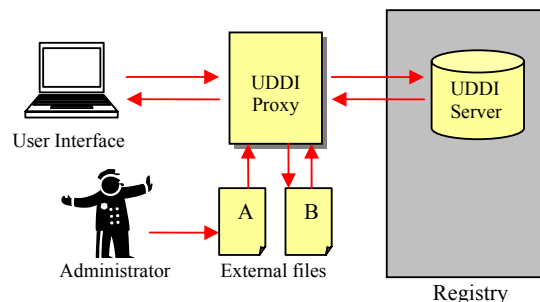 UDDI
Proxy
UDDI
Server
User Interface
A
B
Administrator
External files
Registry